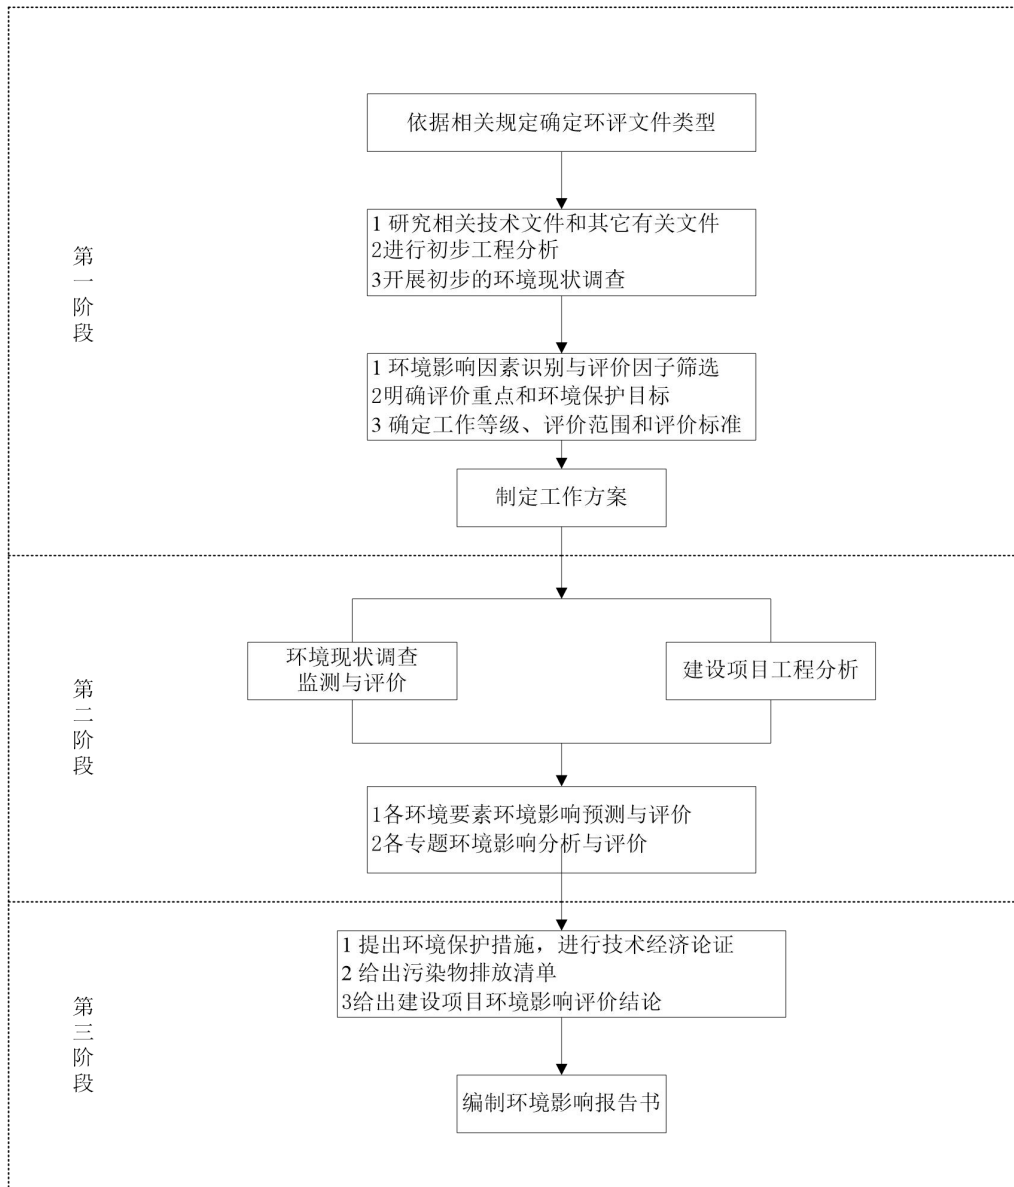 依据相关规定确定环评文件类型
1 研究相关技术文件和其它有关文件
2进行初步工程分析
3开展初步的环境现状调查
第一阶段
1 环境影响因素识别与评价因子筛选
2明确评价重点和环境保护目标
3 确定工作等级、评价范围和评价标准
制定工作方案
环境现状调查
监测与评价
建设项目工程分析
第二阶段
1各环境要素环境影响预测与评价
2各专题环境影响分析与评价
1 提出环境保护措施，进行技术经济论证
2 给出污染物排放清单
3给出建设项目环境影响评价结论
第三阶段
编制环境影响报告书